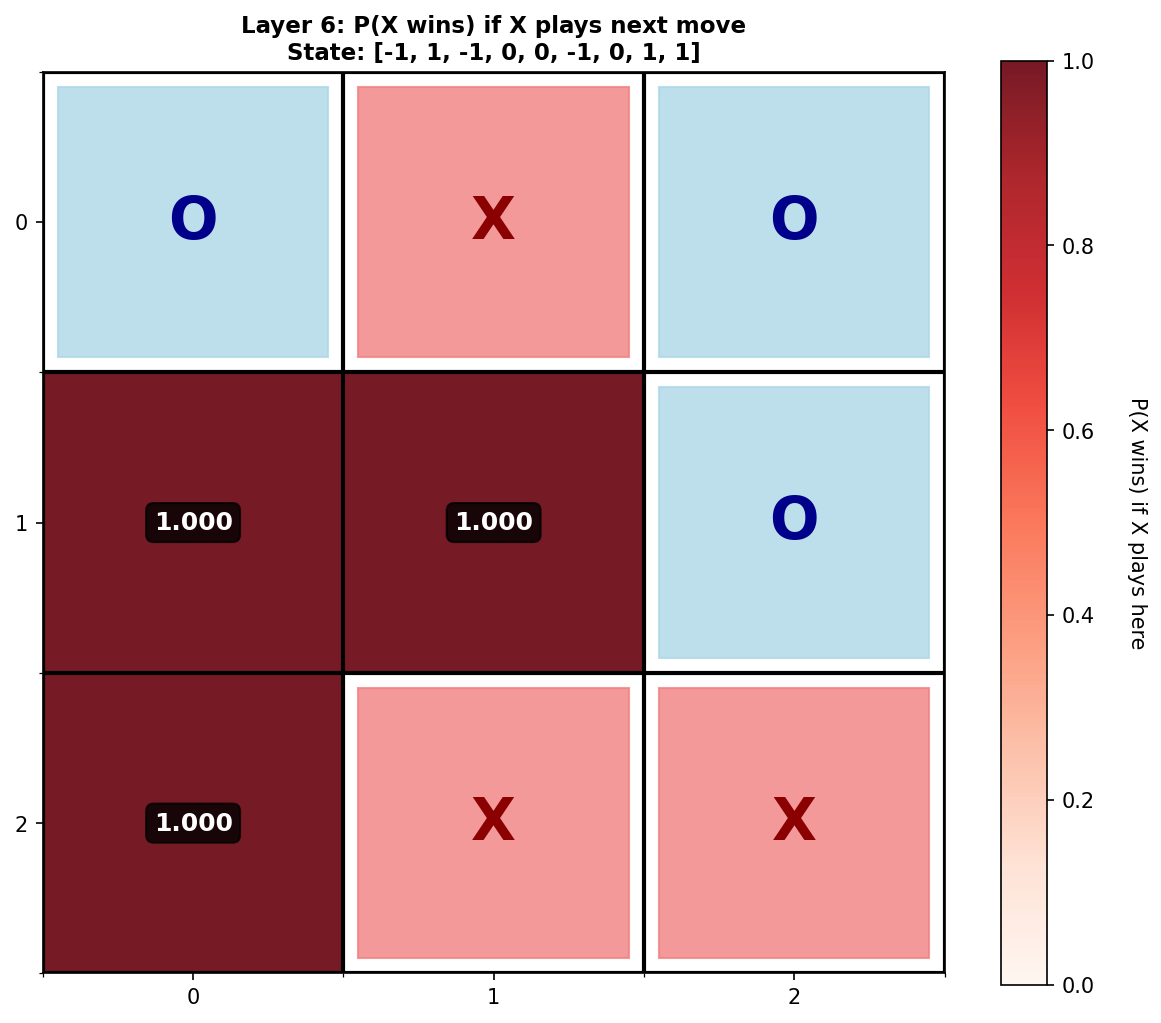 Layer 6: P(X wins) if X plays next move
State: [-1, 1, -1, 0, 0, -1, 0, 1, 1]
0
O
X
O
1
1.000
1.000
O
2
1.000
X
X
0
1
2
1.0
0.8
0.6
0.4
0.2
0.0
P(X wins) if X plays here